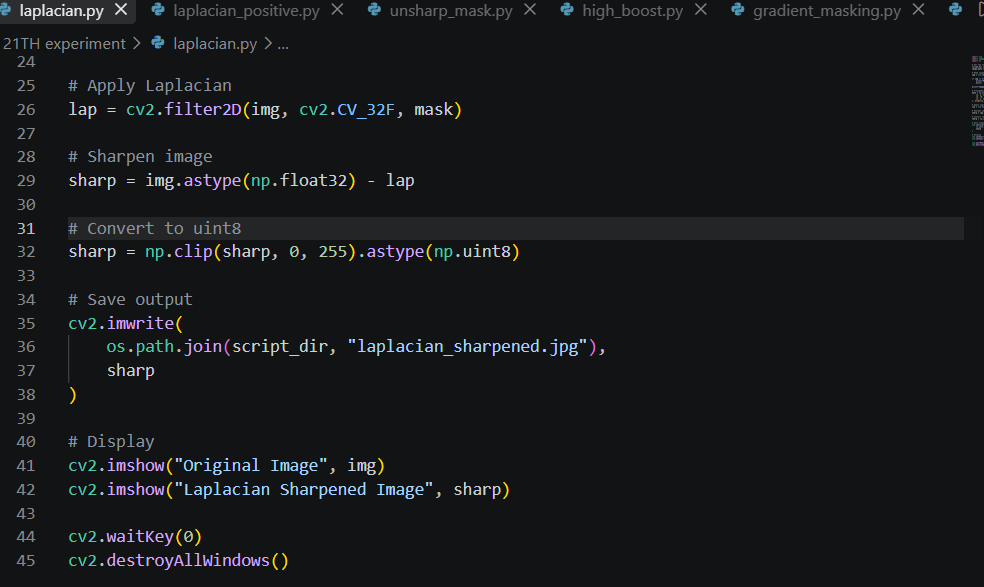 laplacian.py laplacian_positive.py unsharp_mask.py high_boost.py gradient_masking.py
21TH experiment > laplacian.py > ...
24
25 # Apply Laplacian
26 lap = cv2.filter2D(img, cv2.CV_32F, mask)
27
28 # Sharpen image
29 sharp = img.astype(np.float32) - lap
30
31 # Convert to uint8
32 sharp = np.clip(sharp, 0, 255).astype(np.uint8)
33
34 # Save output
35 cv2.imwrite(
36     os.path.join(script_dir, "laplacian_sharpened.jpg"),
37     sharp
38 )
39
40 # Display
41 cv2.imshow("Original Image", img)
42 cv2.imshow("Laplacian Sharpened Image", sharp)
43
44 cv2.waitKey(0)
45 cv2.destroyAllWindows()